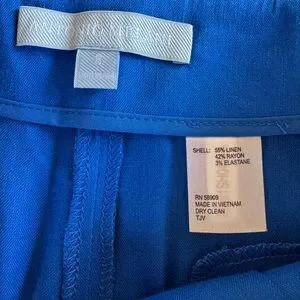 SHELL: 55% LINEN
42% RAYON
3% ELASTANE
RN 58909
MADE IN VIETNAM
DRY CLEAN
TJV